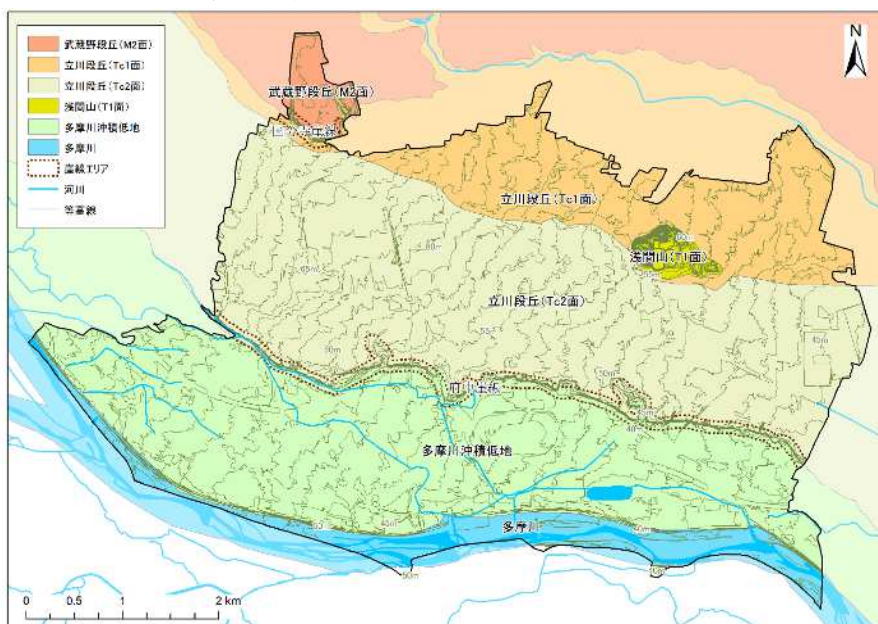 武蔵野段丘(M2面)
立川段丘(Tc1面)
立川段丘(Tc2面)
浅間山(T1面)
多摩川沖積低地
多摩川
崖線エリア
河川
等高線
N
武蔵野段丘(M2面)
国分寺崖線
立川段丘(Tc1面)
浅間山(T1面)
立川段丘(Tc2面)
府中崖線
多摩川沖積低地
多摩川
0 0.5 1 2 km